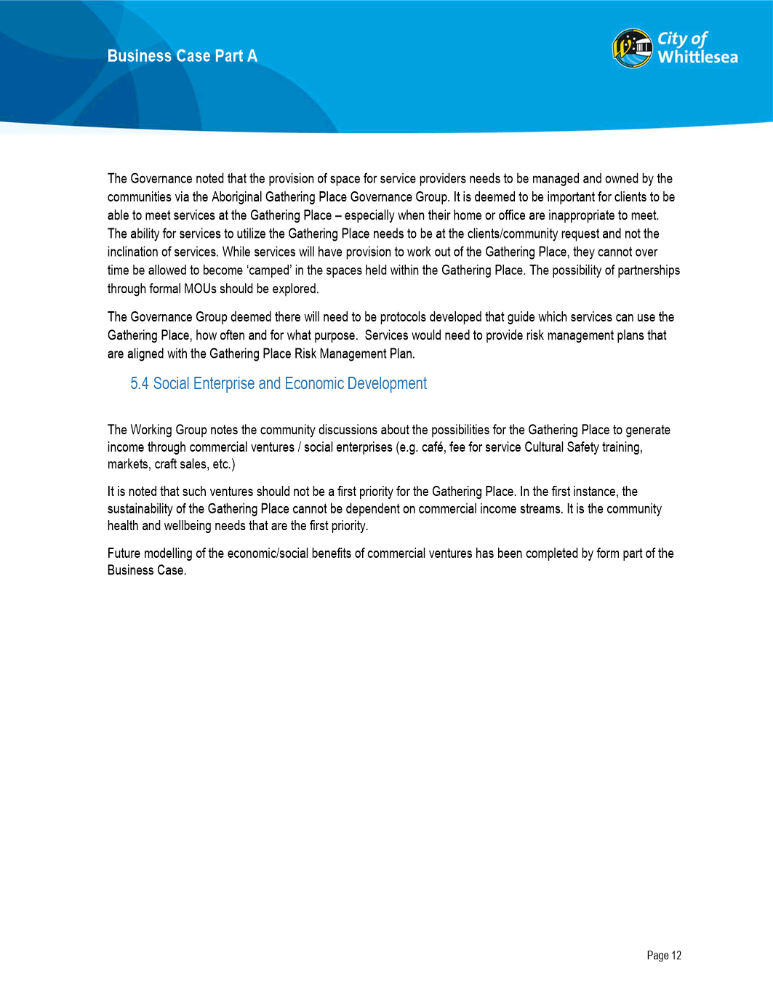 Business Case Part A
City of
Whittlesea
The Governance noted that the provision of space for service providers needs to be managed and owned by the
communities via the Aboriginal Gathering Place Governance Group. It is deemed to be important for clients to be
able to meet services at the Gathering Place – especially when their home or office are inappropriate to meet.
The ability for services to utilize the Gathering Place needs to be at the clients/community request and not the
inclination of services. While services will have provision to work out of the Gathering Place, they cannot over
time be allowed to become ‘camped’ in the spaces held within the Gathering Place. The possibility of partnerships
through formal MOUs should be explored.
The Governance Group deemed there will need to be protocols developed that guide which services can use the
Gathering Place, how often and for what purpose.  Services would need to provide risk management plans that
are aligned with the Gathering Place Risk Management Plan.
5.4 Social Enterprise and Economic Development
The Working Group notes the community discussions about the possibilities for the Gathering Place to generate
income through commercial ventures / social enterprises (e.g. café, fee for service Cultural Safety training,
markets, craft sales, etc.)
It is noted that such ventures should not be a first priority for the Gathering Place. In the first instance, the
sustainability of the Gathering Place cannot be dependent on commercial income streams. It is the community
health and wellbeing needs that are the first priority.
Future modelling of the economic/social benefits of commercial ventures has been completed by form part of the
Business Case.
Page 12